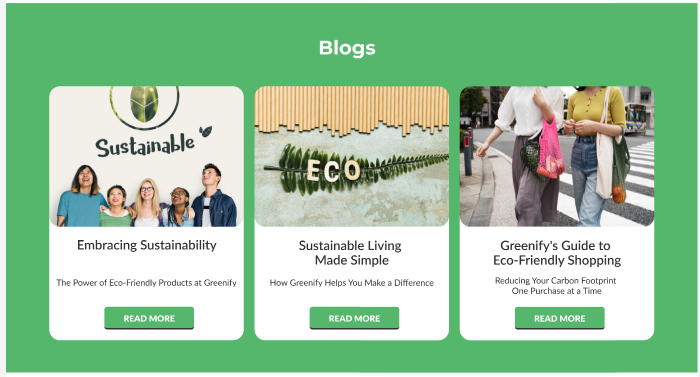 Blogs
Sustainable
Embracing Sustainability
The Power of Eco-Friendly Products at Greenify
READ MORE
ECO
Sustainable Living
Made Simple
How Greenify Helps You Make a Difference
READ MORE
Greenify's Guide to
Eco-Friendly Shopping
Reducing Your Carbon Footprint
One Purchase at a Time
READ MORE